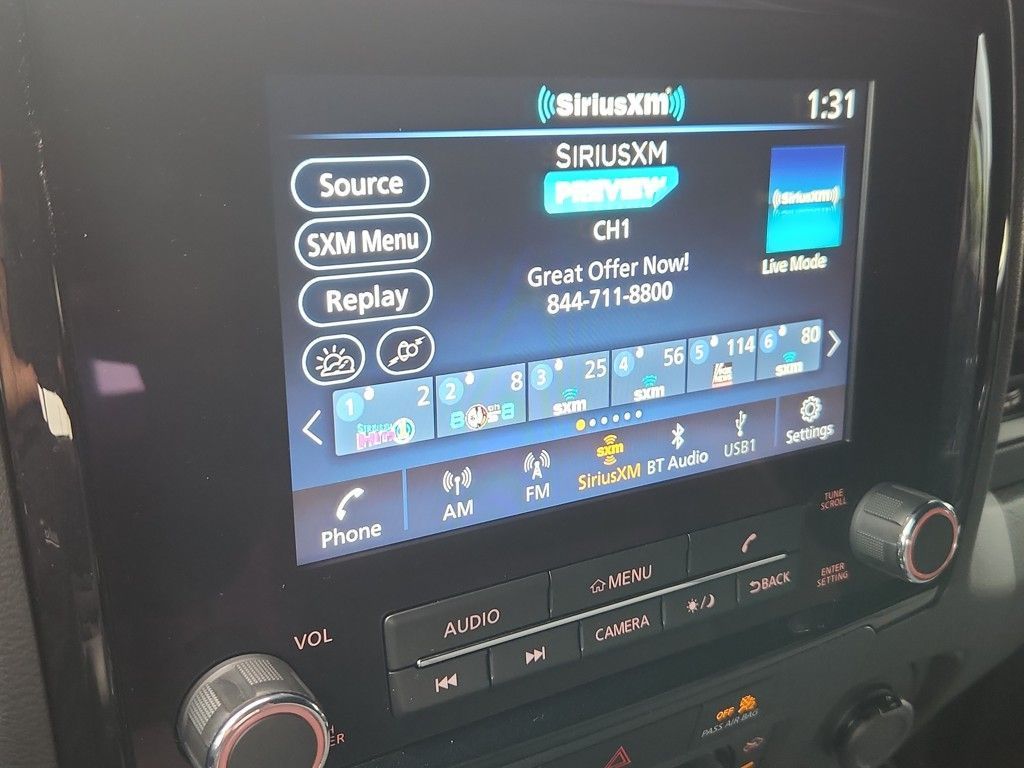 SiriusXM
1:31
Source
SXM Menu
Replay
SIRIUSXM
PREVIEW
CH1
Great Offer Now!
844-711-8800
SiriusXM
Live Mode
1 2
2 8
3 25
sxm
4 56
sxm
5 114
6 80
sxm
Phone
AM
FM
sxm
SiriusXM
BT Audio
USB1
Settings
VOL
AUDIO
MENU
TUNE
SCROLL
CAMERA
BACK
ENTER
SETTING
OFF
PASS AIR BAG